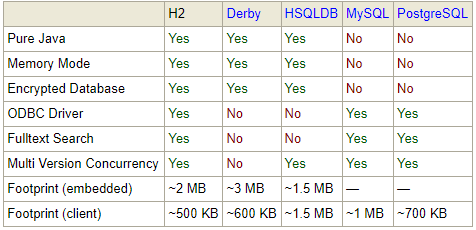 H2 Derby HSQLDB MySQL PostgreSQL
Pure Java Yes Yes Yes No No
Memory Mode Yes Yes Yes No No
Encrypted Database Yes Yes Yes No No
ODBC Driver Yes No No Yes Yes
Fulltext Search Yes No No Yes Yes
Multi Version Concurrency Yes No Yes Yes Yes
Footprint (embedded) ~2 MB ~3 MB ~1.5 MB — —
Footprint (client) ~500 KB ~600 KB ~1.5 MB ~1 MB ~700 KB